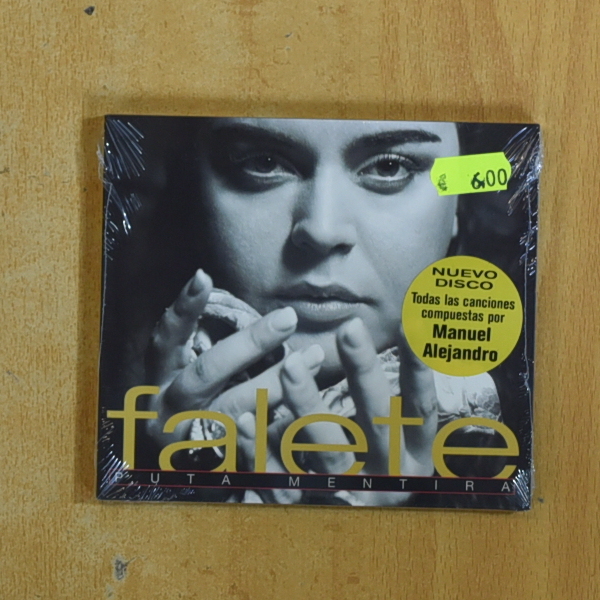 6,00
NUEVO
DISCO
Todas las canciones
compuestas por
Manuel
Alejandro
falete
PUTA MENTIRA